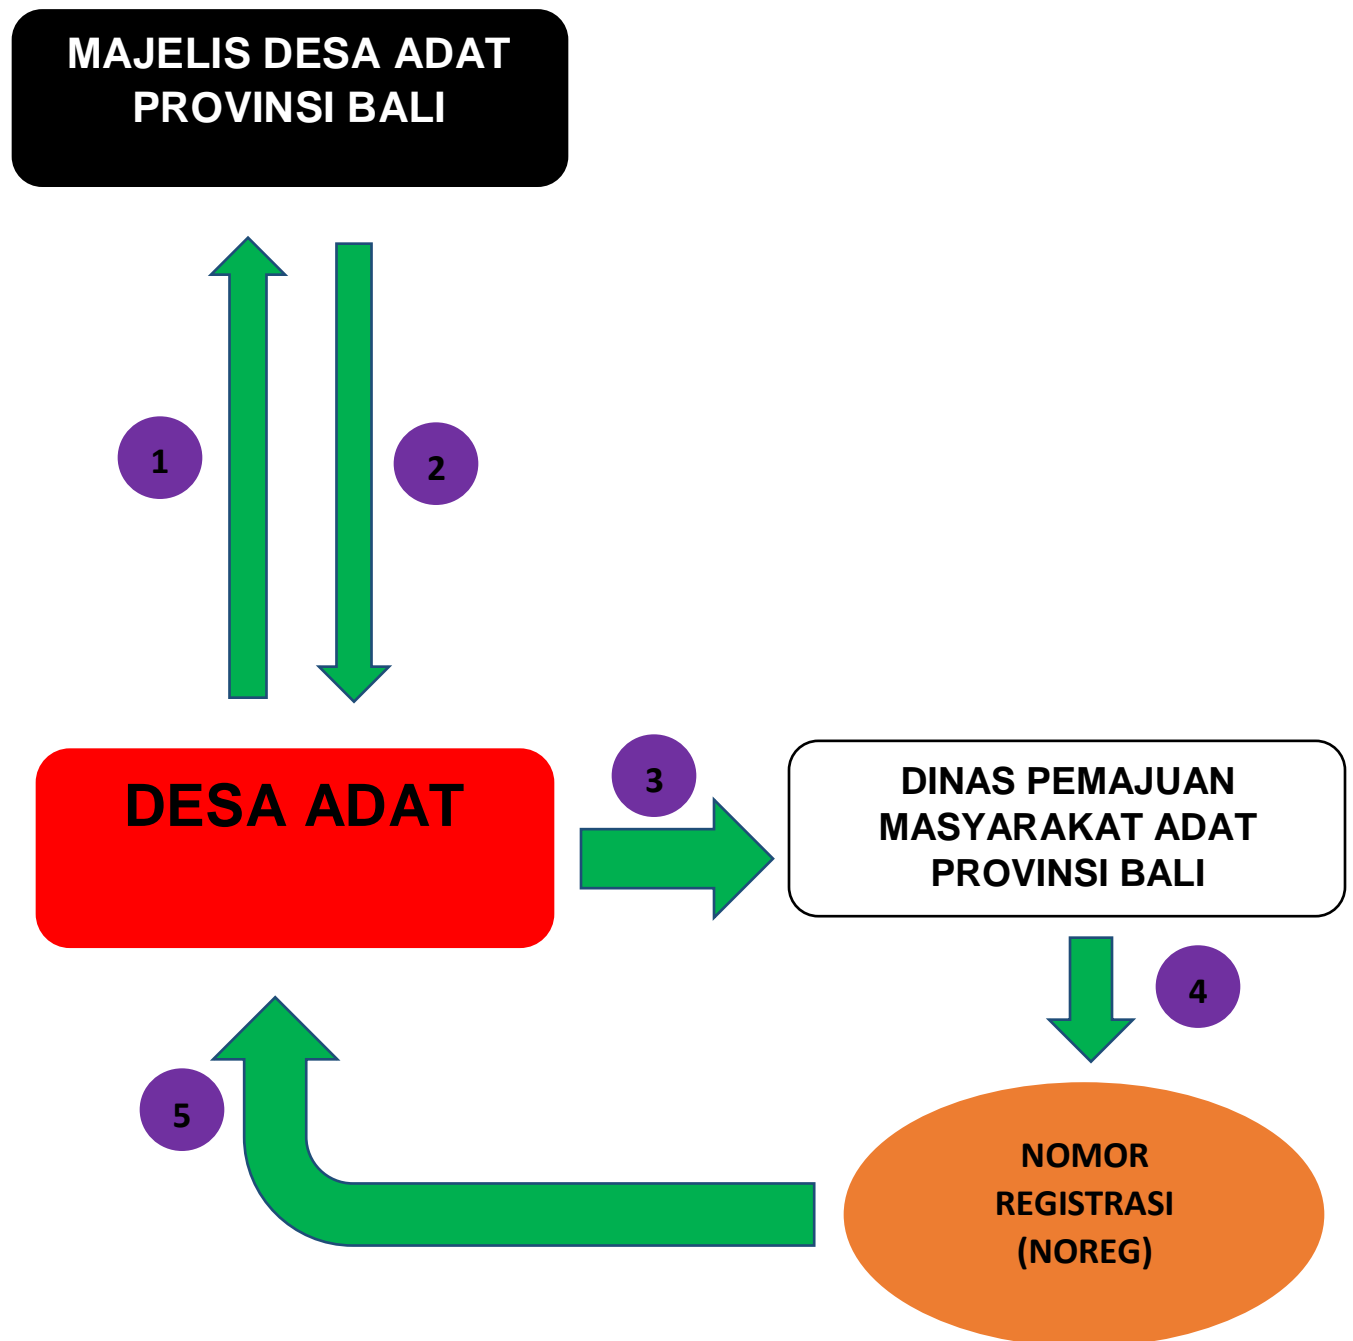 MAJELIS DESA ADAT
PROVINSI BALI
1
2
DESA ADAT
3
DINAS PEMAJUAN
MASYARAKAT ADAT
PROVINSI BALI
4
5
NOMOR
REGISTRASI
(NOREG)